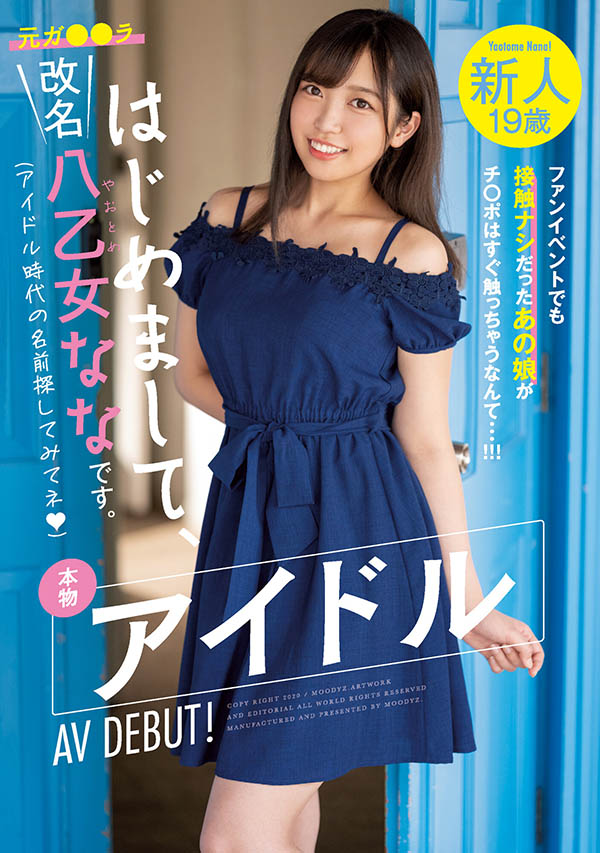 元ガ●●ラ
改名
八乙女ななです。
やおとめ
(アイドル時代の名前探してみてネ♥)
はじめまして、
Yaotome Nana!
新人
19歳
ファンイベントでも
接触ナシだったあの娘が
チ〇ポはすぐ触っちゃうなんて…!!!
本物
アイドル
AV DEBUT!
COPY RIGHT 2020 / MOODYZ.ARTWORK
AND EDITORIAL ALL WORLD RIGHTS RESERVED
MANUFACTURED AND PRESENTED BY MOODYZ.